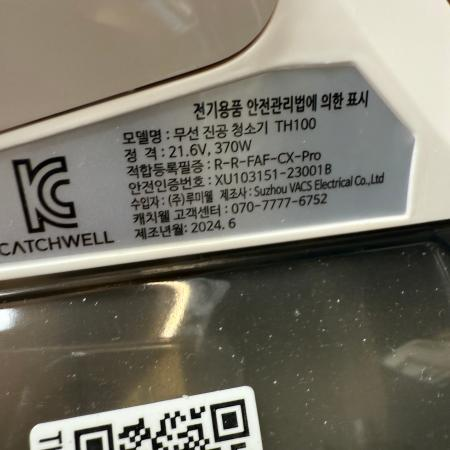 전기용품 안전관리법에 의한 표시
모델명 : 무선 진공 청소기 TH100
정 격 : 21.6V, 370W
적합등록필증 : R-R-FAF-CX-Pro
안전인증번호 : XU103151-23001B
수입자 : (주)루미웰 제조사 : Suzhou VACS Electrical Co.,Ltd
캐치웰 고객센터 : 070-7777-6752
제조년월 : 2024. 6
CATCHWELL